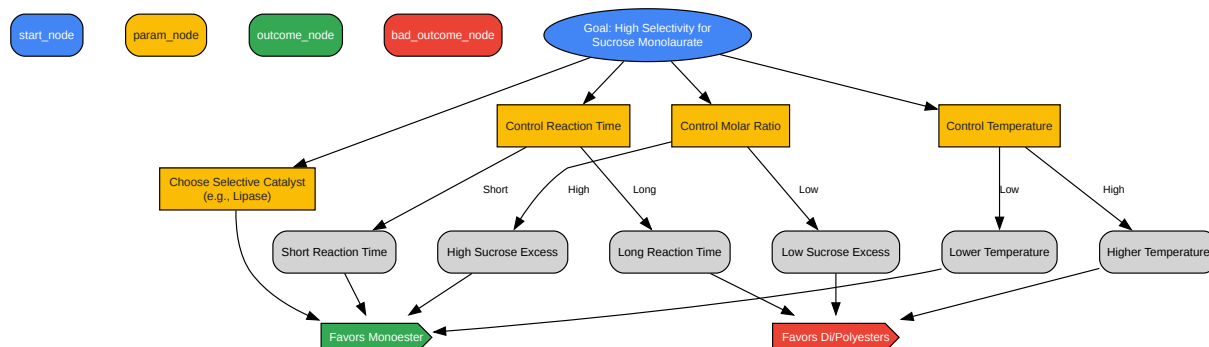 start_node
param_node
outcome_node
bad_outcome_node
Goal: High Selectivity for
Sucrose Monolaurate
Control Reaction Time
Control Molar Ratio
Control Temperature
Choose Selective Catalyst
(e.g., Lipase)
Short
High
Long
Low
Low
High
Short Reaction Time
High Sucrose Excess
Long Reaction Time
Low Sucrose Excess
Lower Temperature
Higher Temperature
Favors Monoester
Favors Di/Polyesters